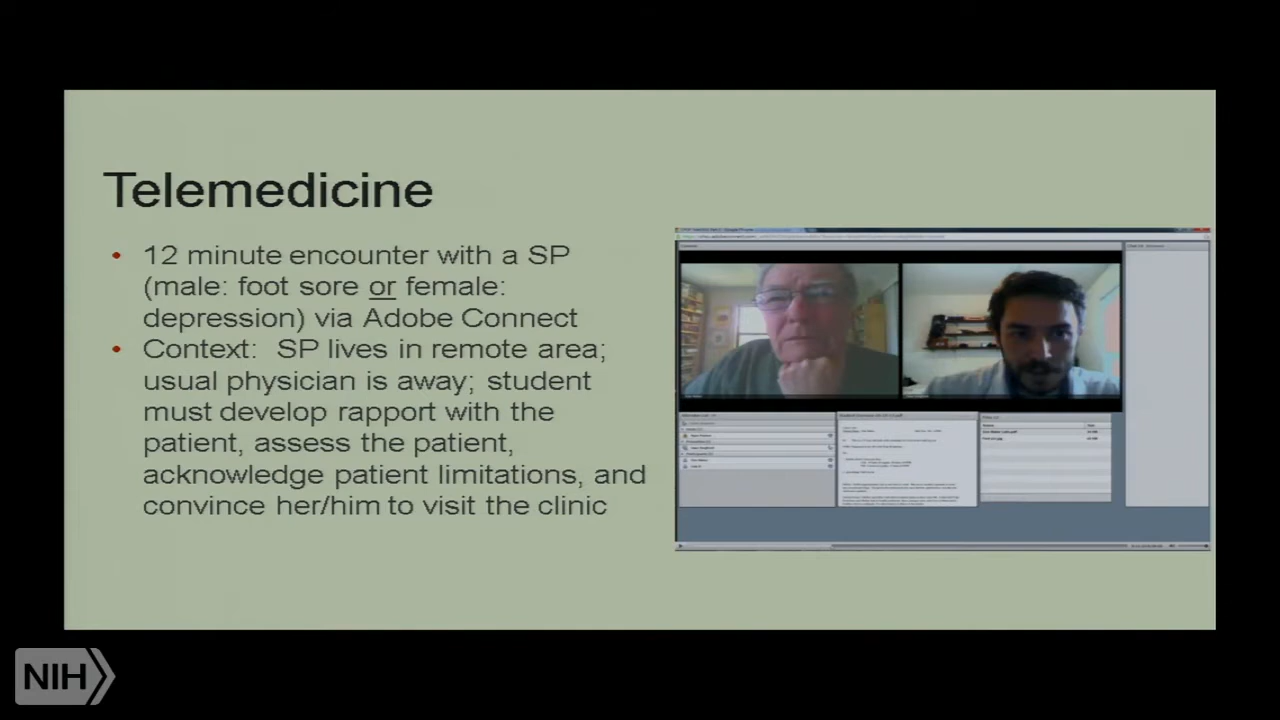 Telemedicine
• 12 minute encounter with a SP
(male: foot sore or female:
depression) via Adobe Connect
• Context: SP lives in remote area;
usual physician is away; student
must develop rapport with the
patient, assess the patient,
acknowledge patient limitations, and
convince her/him to visit the clinic
NIH